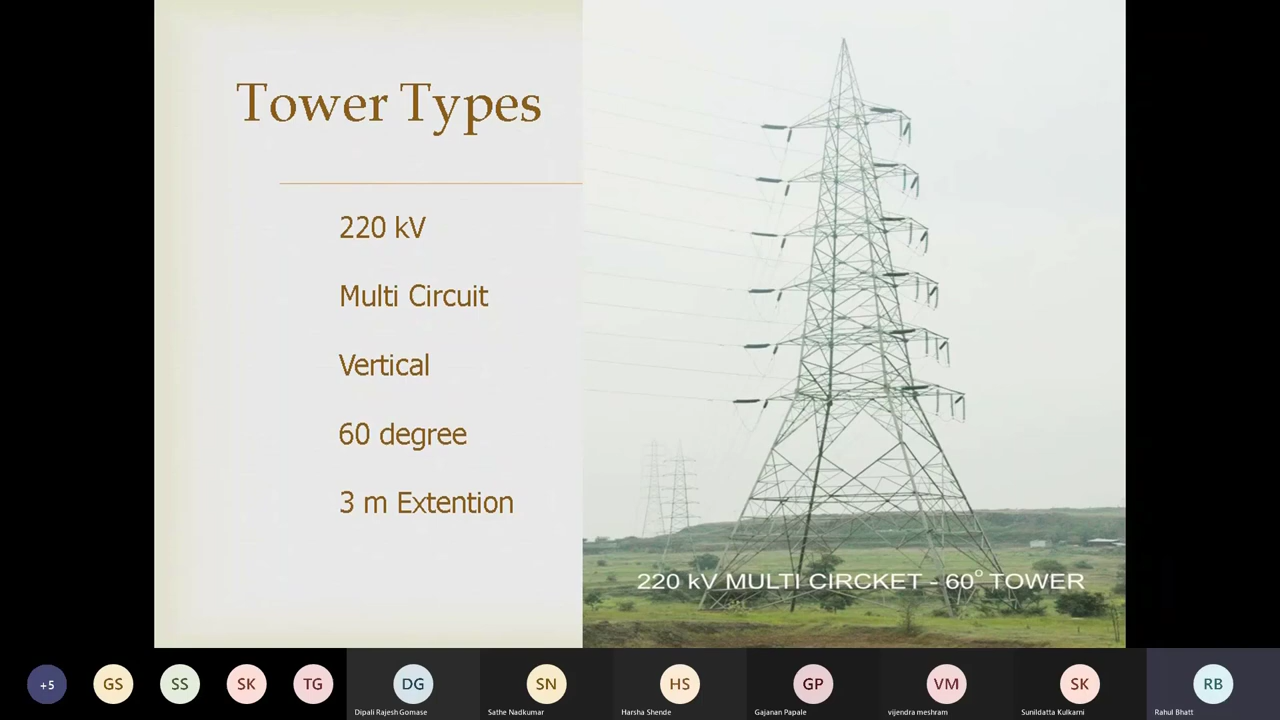 Tower Types
220 kV
Multi Circuit
Vertical
60 degree
3 m Extention
220 kV MULTI CIRCKET - 60° TOWER
+5
GS
SS
SK
TG
DG
SN
HS
GP
VM
SK
RB
Dipali Rajesh Gomase
Sathe Nadkumar
Harsha Shende
Gajanan Papale
vijendra meshram
Sunildatta Kulkarni
Rahul Bhatt